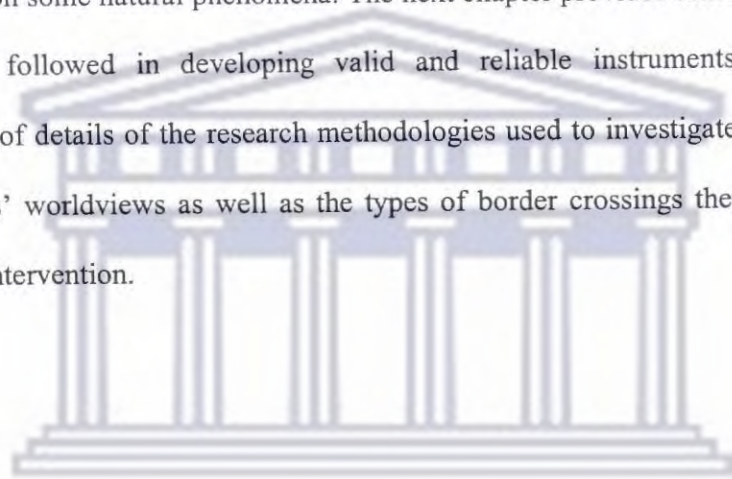 on some natural phenomena. The next chapter
followed in developing valid and reliable instruments
of details of the research methodologies used to investigate
’ worldviews as well as the types of border crossings the
ntervention.